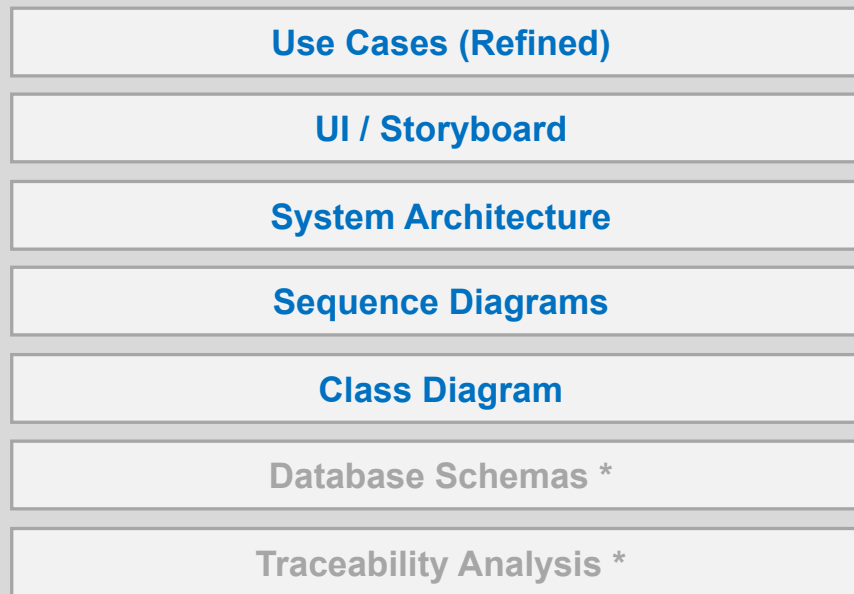 Use Cases (Refined)
UI / Storyboard
System Architecture
Sequence Diagrams
Class Diagram
Database Schemas *
Traceability Analysis *